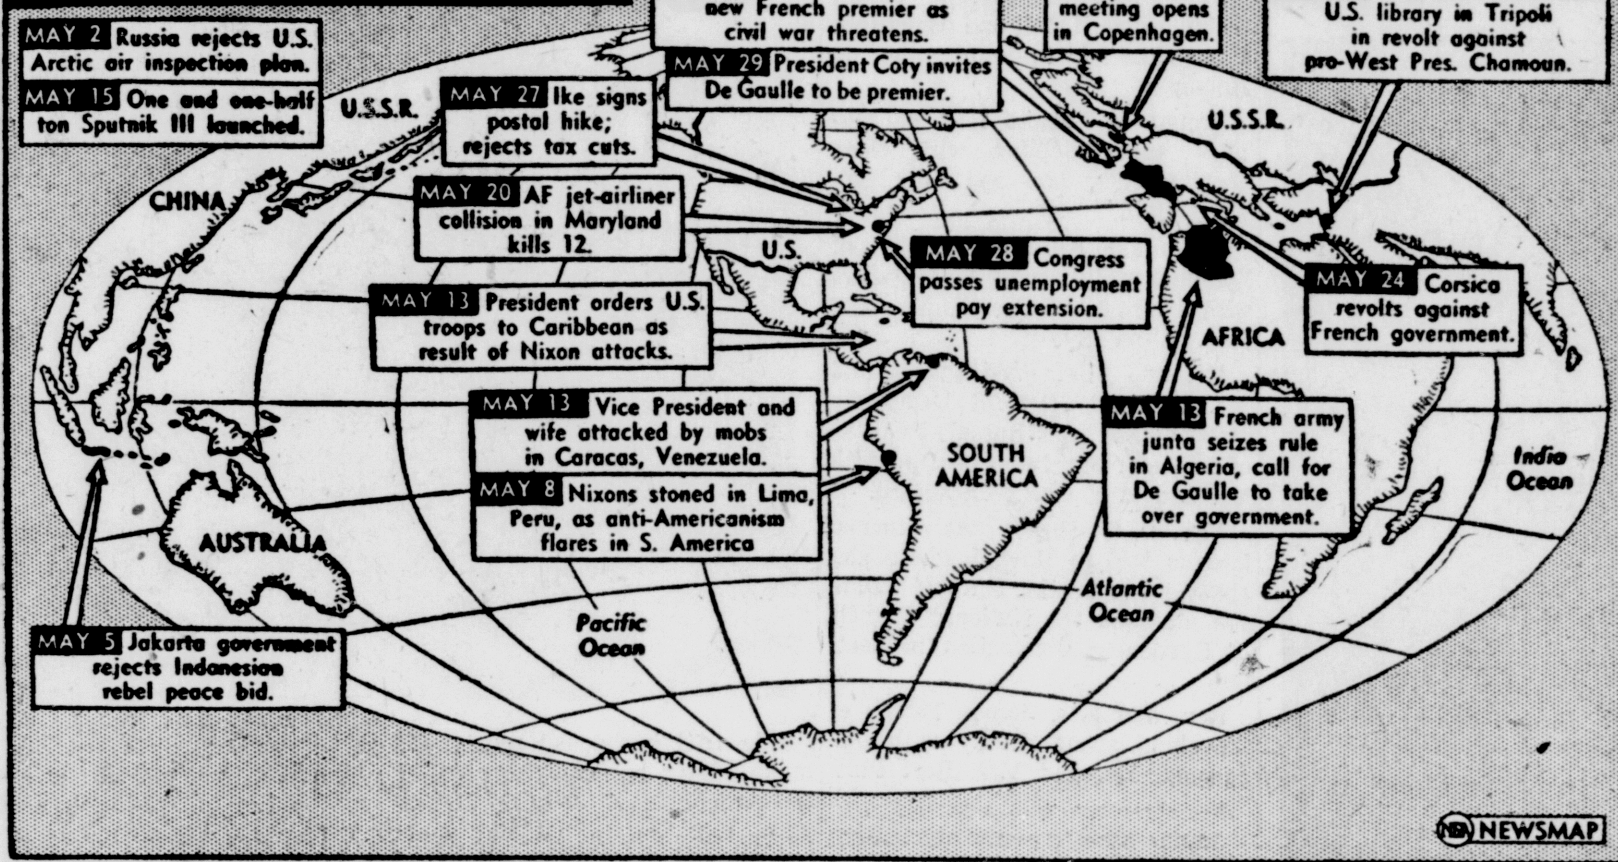 new French premier as
civil war threatens.
meeting opens
in Copenhagen.
U.S. library in Tripoli
in revolt against
pro-West Pres. Chamoun.
MAY 2 Russia rejects U.S.
Arctic air inspection plan.
MAY 15 One and one-half
ton Sputnik III launched.
MAY 29 President Coty invites
De Gaulle to be premier.
MAY 27 Ike signs
postal hike;
rejects tax cuts.
U.S.S.R.
U.S.S.R.
CHINA
MAY 20 AF jet-airliner
collision in Maryland
kills 12.
U.S.
MAY 28 Congress
passes unemployment
pay extension.
MAY 24 Corsica
revolts against
French government.
MAY 13 President orders U.S.
troops to Caribbean as
result of Nixon attacks.
AFRICA
MAY 13 Vice President and
wife attacked by mobs
in Caracas, Venezuela.
MAY 8 Nixons stoned in Lima,
Peru, as anti-Americanism
flares in S. America
SOUTH
AMERICA
MAY 13 French army
junta seizes rule
in Algeria, call for
De Gaulle to take
over government.
India
Ocean
AUSTRALIA
Atlantic
Ocean
Pacific
Ocean
MAY 5 Jakarta government
rejects Indonesian
rebel peace bid.
NEA NEWSMAP